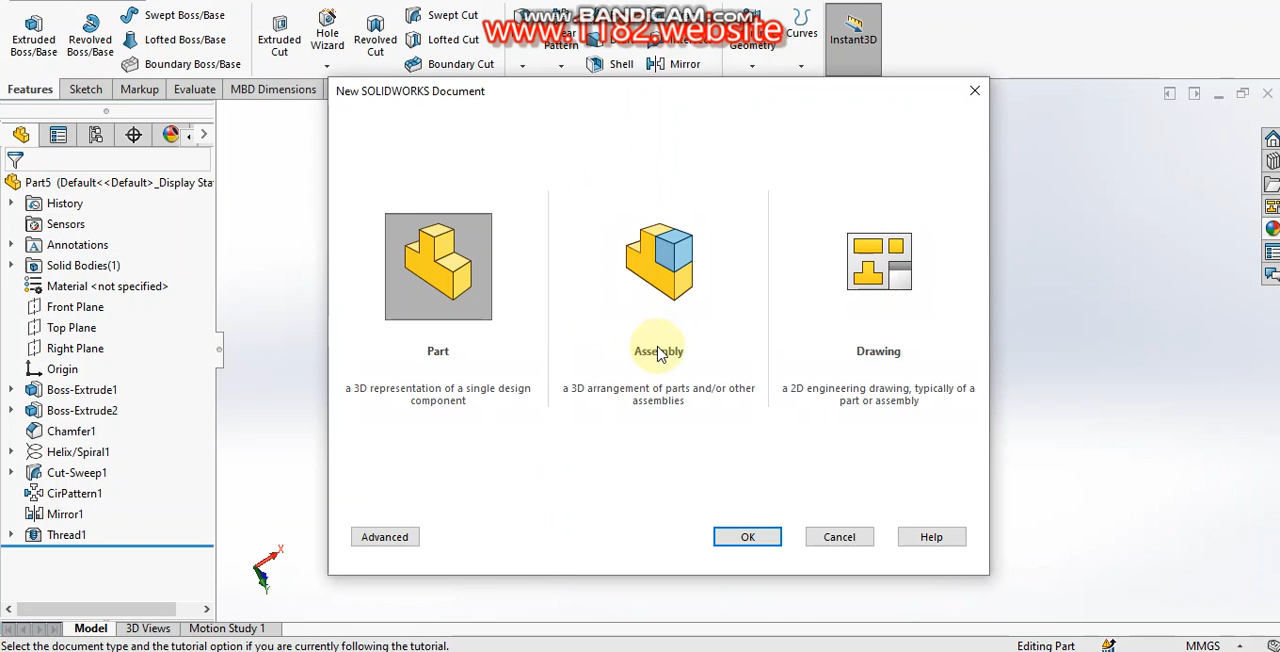 www.BANDICAM.com
www.1182.website
Extruded Boss/Base
Revolved Boss/Base
Swept Boss/Base
Lofted Boss/Base
Boundary Boss/Base
Extruded Cut
Hole Wizard
Revolved Cut
Swept Cut
Lofted Cut
Boundary Cut
Pattern
Shell
Mirror
Geometry
Curves
Instant3D
Features
Sketch
Markup
Evaluate
MBD Dimensions
New SOLIDWORKS Document
Part5 (Default<<Default>_Display Sta
History
Sensors
Annotations
Solid Bodies(1)
Material <not specified>
Front Plane
Top Plane
Right Plane
Origin
Boss-Extrude1
Boss-Extrude2
Chamfer1
Helix/Spiral1
Cut-Sweep1
CirPattern1
Mirror1
Thread1
Part
a 3D representation of a single design
component
Assembly
a 3D arrangement of parts and/or other
assemblies
Drawing
a 2D engineering drawing, typically of a
part or assembly
Advanced
OK
Cancel
Help
X
Y
Model
3D Views
Motion Study 1
Select the document type and the tutorial option if you are currently following the tutorial.
Editing Part
MMGS